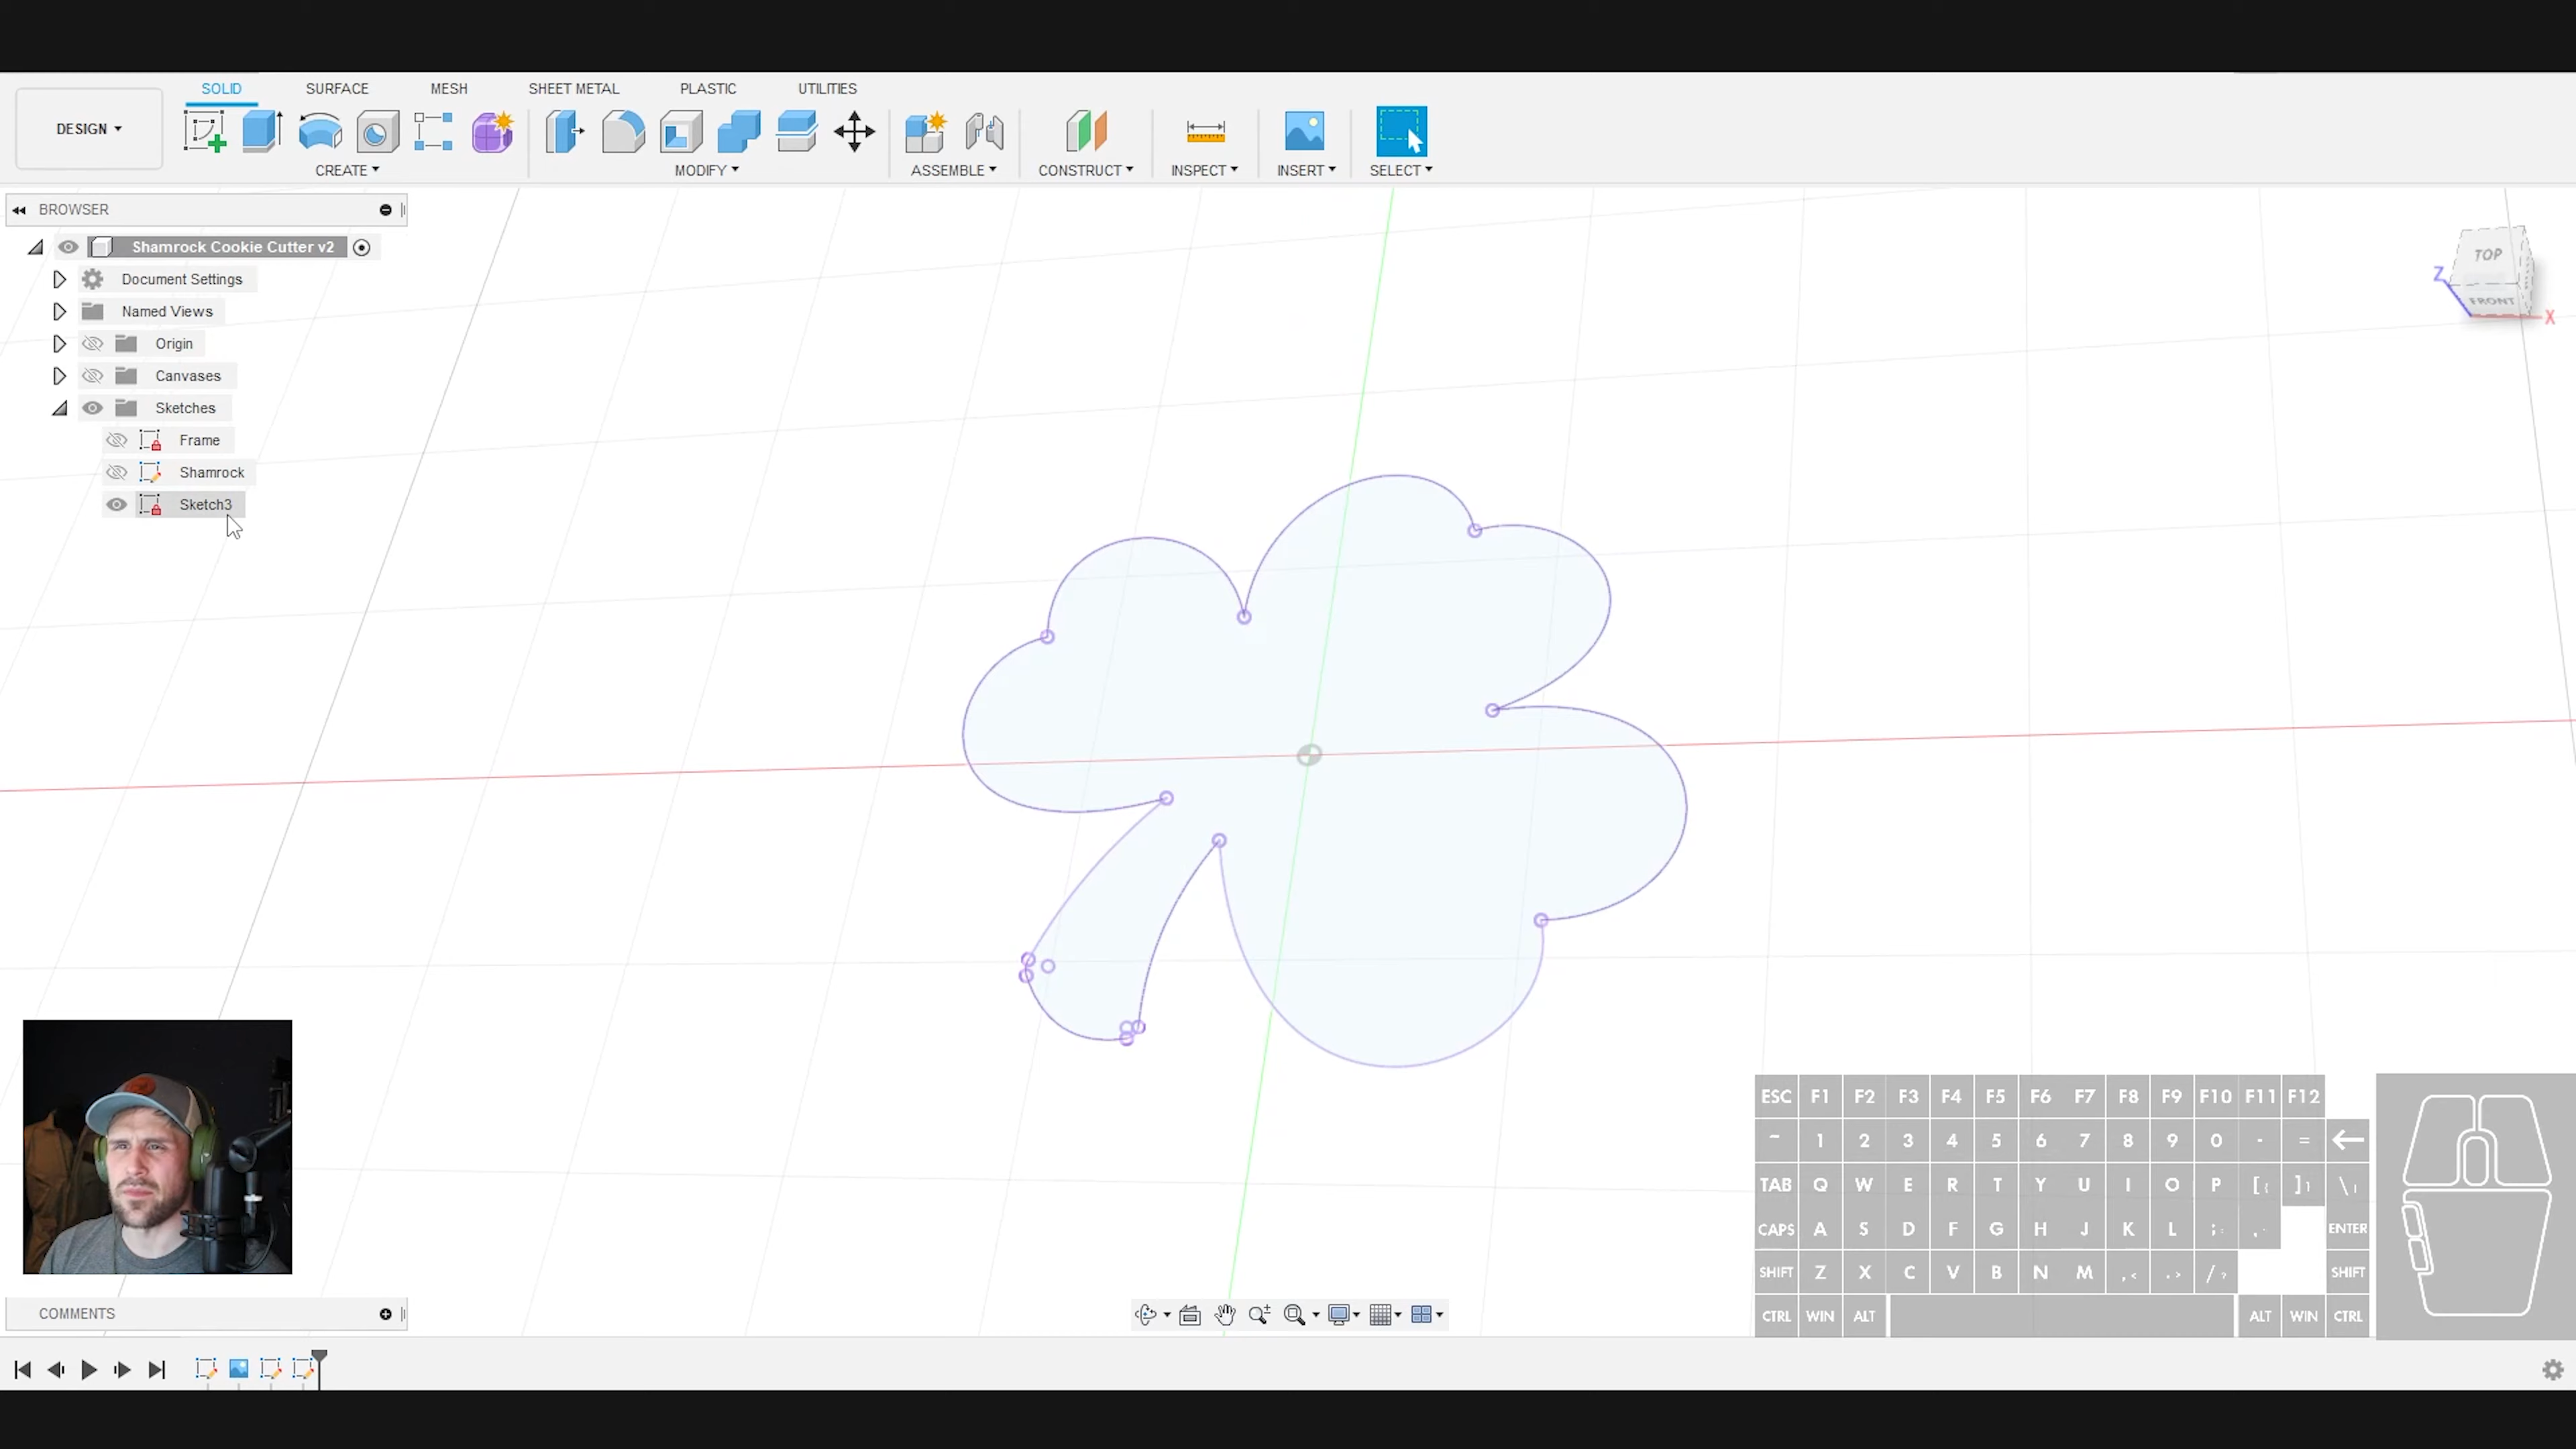 SOLID SURFACE MESH SHEET METAL PLASTIC UTILITIES
DESIGN
CREATE MODIFY ASSEMBLE CONSTRUCT INSPECT INSERT SELECT
BROWSER
Shamrock Cookie Cutter v2
Document Settings
Named Views
Origin
Canvases
Sketches
Frame
Shamrock
Sketch3
TOP
Z
FRONT
X
ESC F1 F2 F3 F4 F5 F6 F7 F8 F9 F10 F11 F12
~ 1 2 3 4 5 6 7 8 9 0 - =
TAB Q W E R T Y U I O P [{ ]} \|
CAPS A S D F G H J K L ;: ENTER
SHIFT Z X C V B N M ,< .> /? SHIFT
CTRL WIN ALT ALT WIN CTRL
COMMENTS